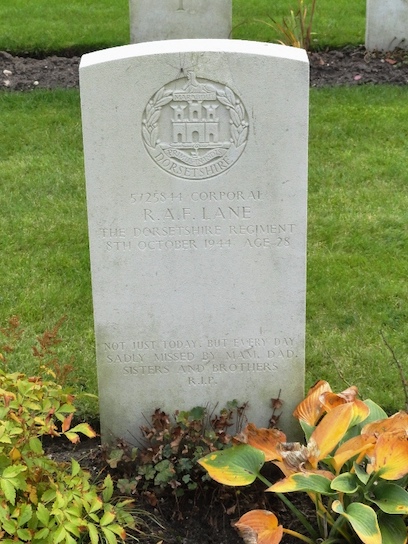 DORSETSHIRE
5725844 CORPORAL
R.A.F. LANE
THE DORSETSHIRE REGIMENT
8TH OCTOBER 1944 AGE 28
NOT JUST TODAY, BUT EVERY DAY
SADLY MISSED BY MAM, DAD,
SISTERS AND BROTHERS
R.I.P.